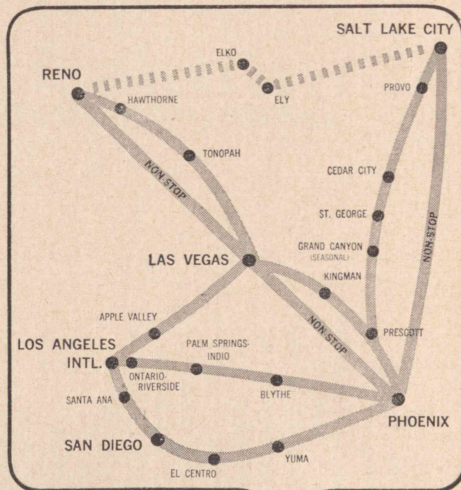 SALT LAKE CITY
ELKO
RENO
ELY
PROVO
HAWTHORNE
TONOPAH
CEDAR CITY
NON STOP
ST. GEORGE
GRAND CANYON
(SEASONAL)
NON STOP
LAS VEGAS
KINGMAN
NON STOP
APPLE VALLEY
PRESCOTT
LOS ANGELES
INTL.
PALM SPRINGS-
INDIO
ONTARIO-
RIVERSIDE
SANTA ANA
BLYTHE
PHOENIX
SAN DIEGO
YUMA
EL CENTRO